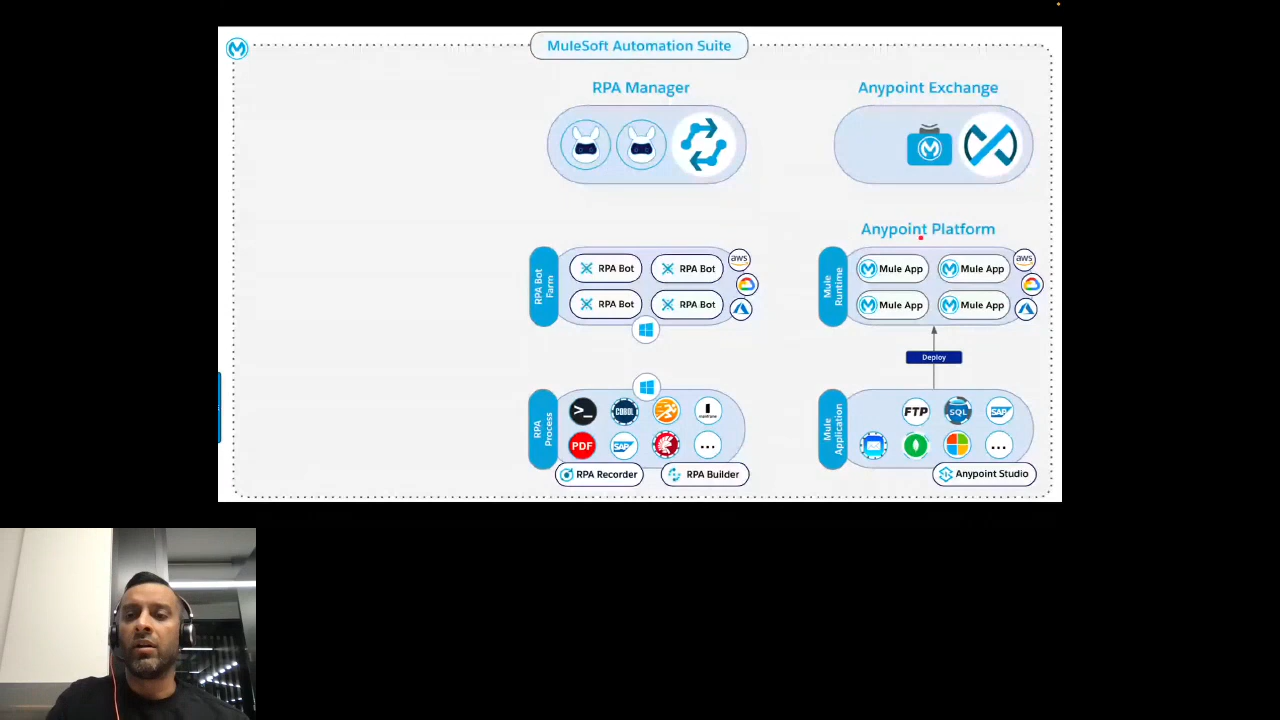 MuleSoft Automation Suite
RPA Manager
Anypoint Exchange
Anypoint Platform
RPA Bot Farm
RPA Bot
RPA Bot
RPA Bot
RPA Bot
aws
Mule Runtime
Mule App
Mule App
Mule App
Mule App
aws
Deploy
RPA Process
>_
COBOL
mainframe
PDF
SAP
...
RPA Recorder
RPA Builder
Mule Application
FTP
SQL
SAP
...
Anypoint Studio